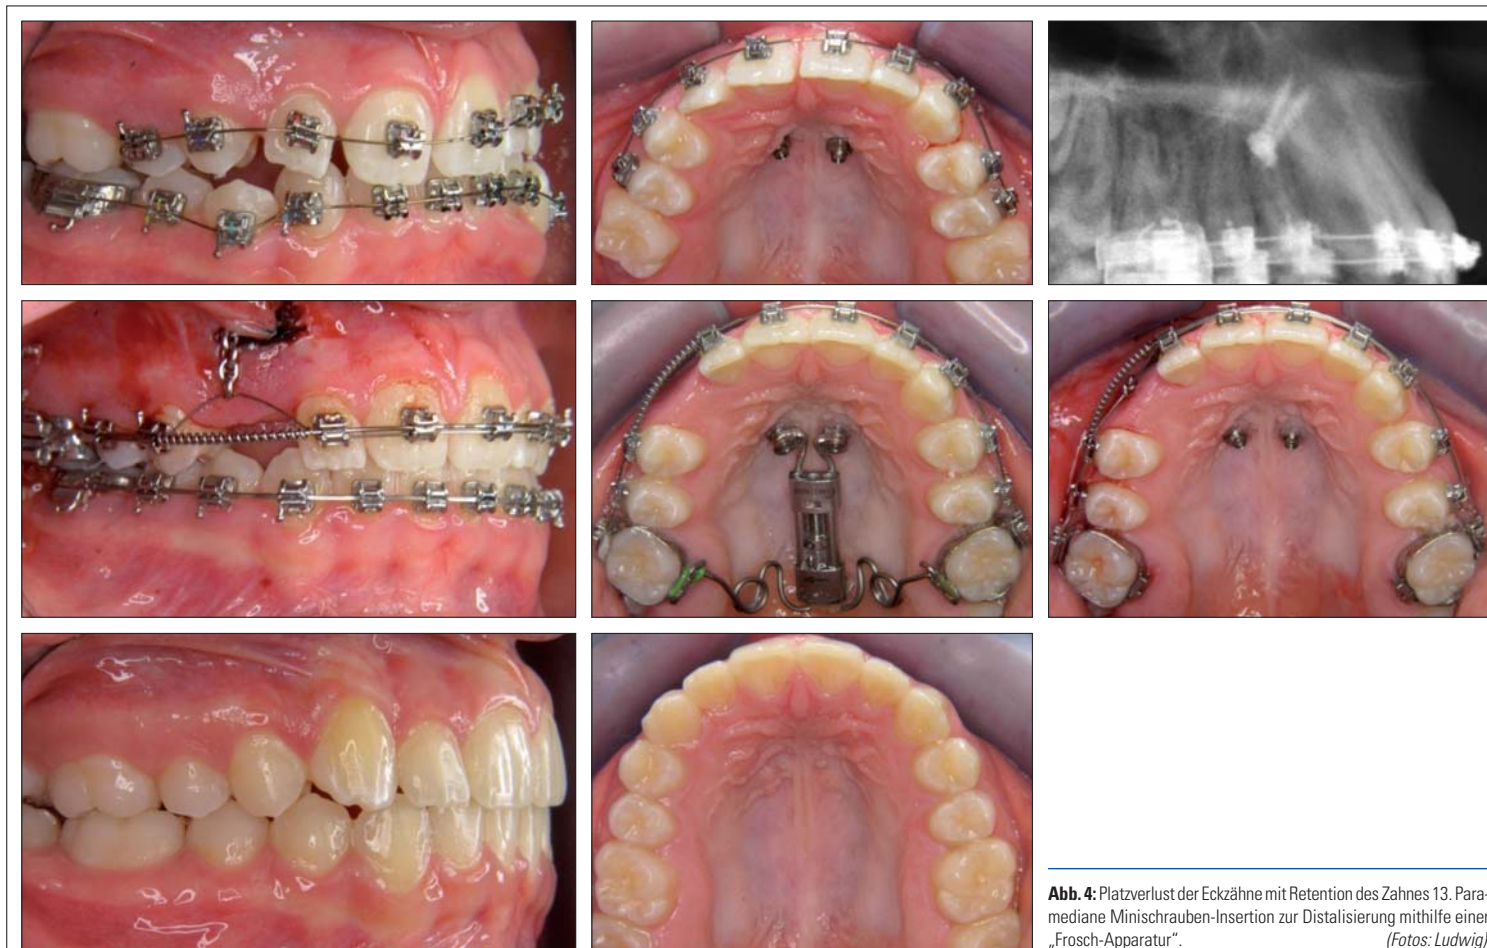 Abb. 4: Platzverlust der Eckzähne mit Retention des Zahnes 13. Para-
mediane Minischrauben-Insertion zur Distalisierung mithilfe einer
„Frosch-Apparatur“. (Fotos: Ludwig)